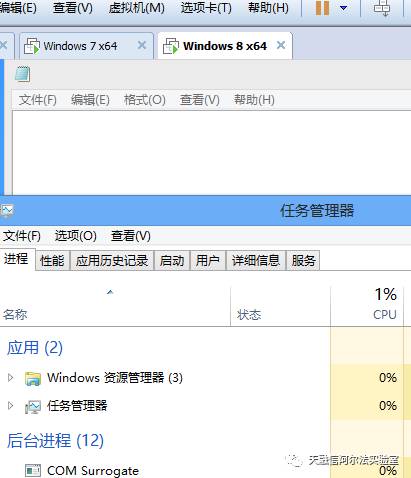 编辑(E) 查看(V) 虚拟机(M) 选项卡(T) 帮助(H)
Windows 7 x64 Windows 8 x64
文件(F) 编辑(E) 格式(O) 查看(V) 帮助(H)
任务管理器
文件(F) 选项(O) 查看(V)
进程 性能 应用历史记录 启动 用户 详细信息 服务
1%
名称 状态 CPU
应用 (2)
Windows 资源管理器 (3) 0%
任务管理器 0%
后台进程 (12)
COM Surrogate 0%
天融信阿尔法实验室